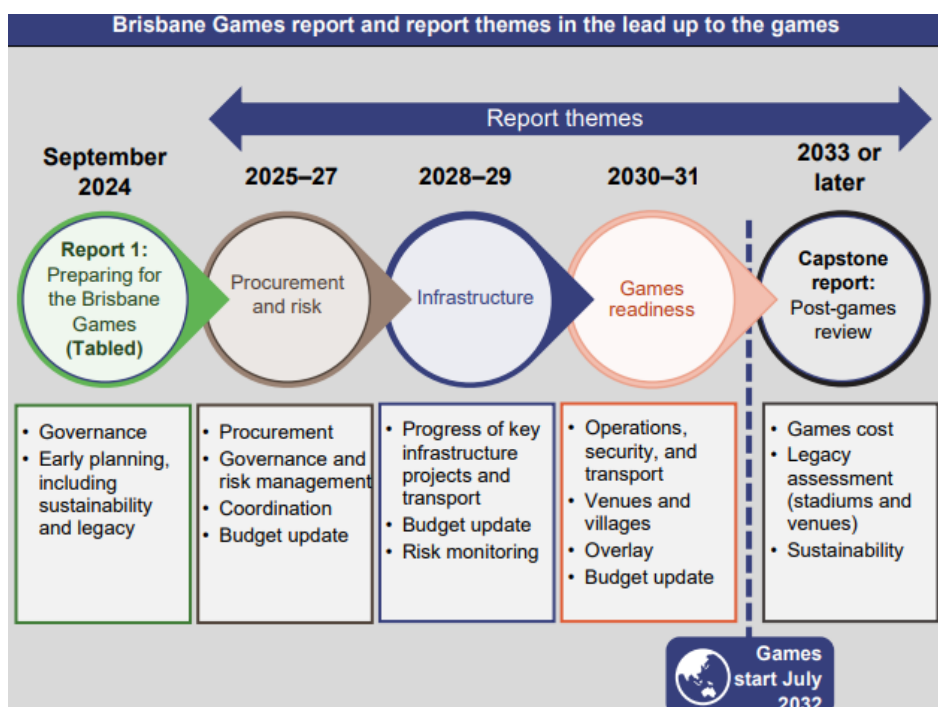 Brisbane Games report and report themes in the lead up to the games
Report themes
September
2024
2025–27
2028–29
2030–31
2033 or
later
Report 1:
Preparing for
the Brisbane
Games
(Tabled)
Procurement
and risk
Infrastructure
Games
readiness
Capstone
report:
Post-games
review
• Governance
• Early planning,
including
sustainability
and legacy
• Procurement
• Governance and
risk management
• Coordination
• Budget update
• Progress of key
infrastructure
projects and
transport
• Budget update
• Risk monitoring
• Operations,
security, and
transport
• Venues and
villages
• Overlay
• Budget update
• Games cost
• Legacy
assessment
(stadiums and
venues)
• Sustainability
Games
start July
2032